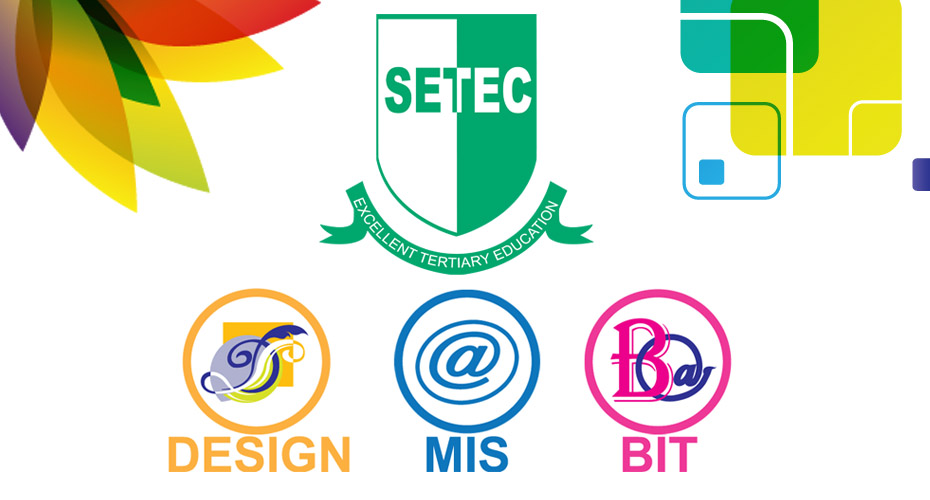 SETEC
EXCELLENT TERTIARY EDUCATION
@
B@
DESIGN MIS BIT